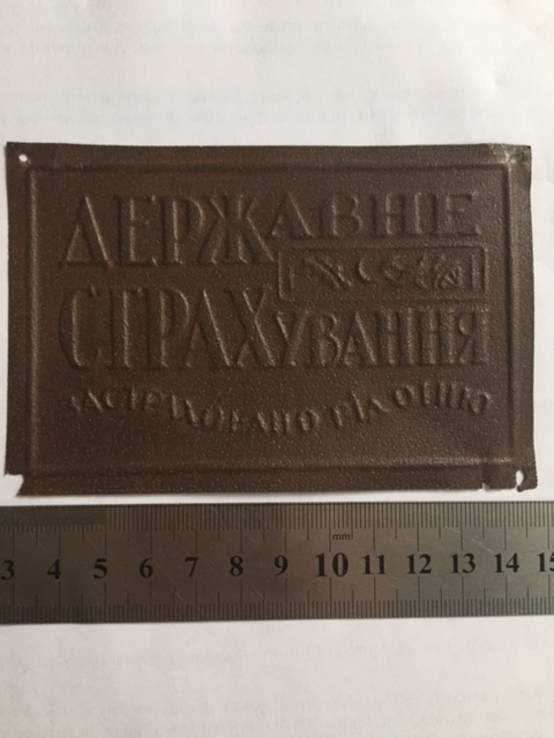 ДЕРЖАВНЕ
СТРАХУВАННЯ
ЗАСТРАХОВАНО ВІД ОГНЮ
mm
3 4 5 6 7 8 9 10 11 12 13 14 15